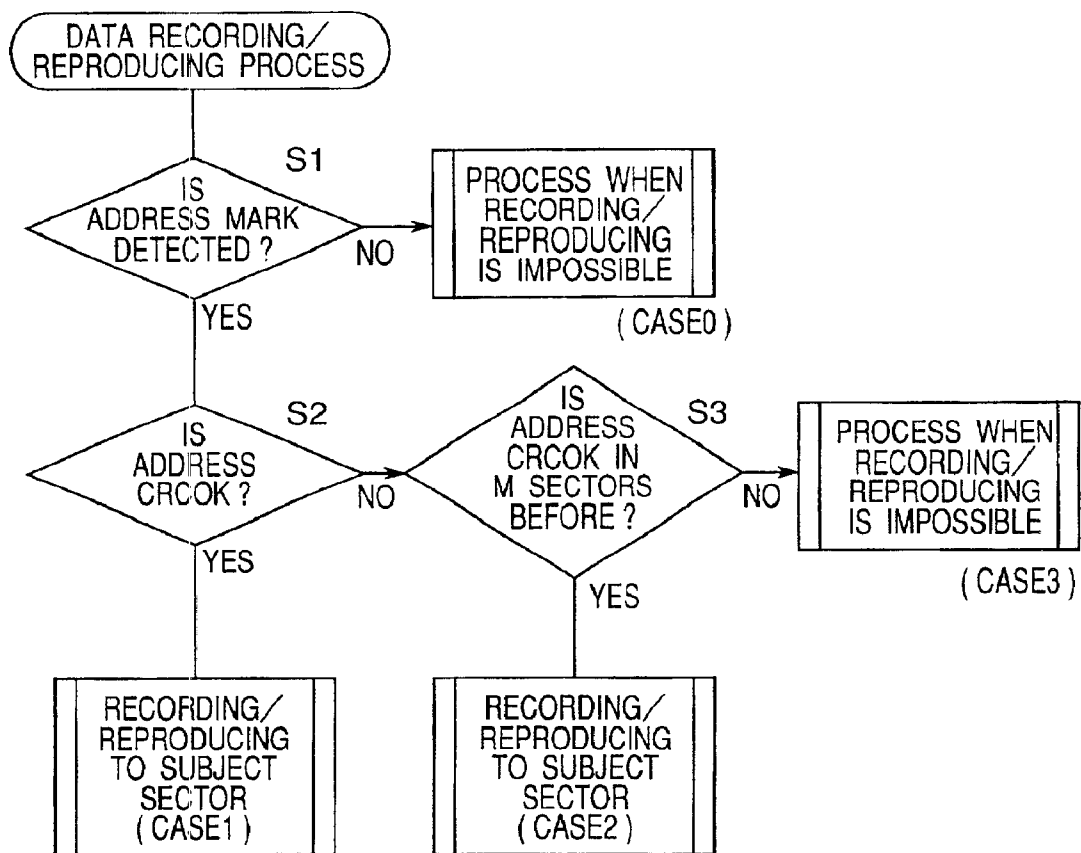 DATA RECORDING/
REPRODUCING PROCESS
S1
IS
ADDRESS MARK
DETECTED?
NO
YES
PROCESS WHEN
RECORDING/
REPRODUCING
IS IMPOSSIBLE
(CASE0)
S2
IS
ADDRESS
CRCOK?
NO
YES
S3
IS
ADDRESS
CRCOK IN
M SECTORS
BEFORE?
NO
YES
PROCESS WHEN
RECORDING/
REPRODUCING
IS IMPOSSIBLE
(CASE3)
RECORDING/
REPRODUCING
TO SUBJECT
SECTOR
(CASE1)
RECORDING/
REPRODUCING
TO SUBJECT
SECTOR
(CASE2)